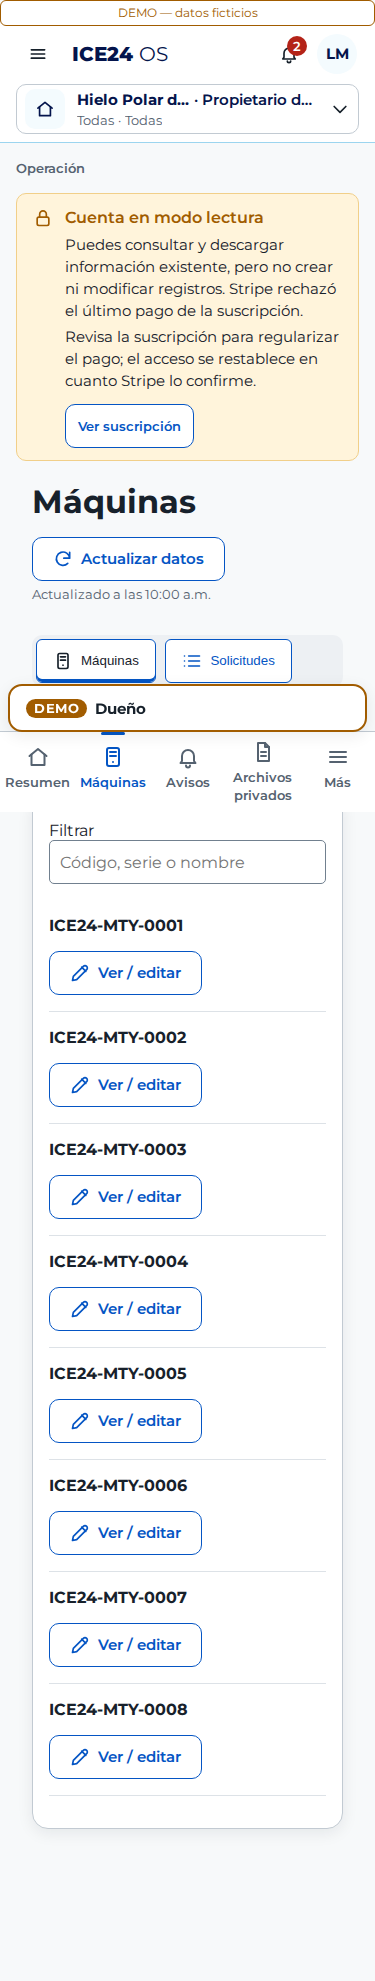 DEMO — datos ficticios
ICE24 OS
2
LM
Hielo Polar d... · Propietario d...
Todas · Todas
Operación
Cuenta en modo lectura
Puedes consultar y descargar
información existente, pero no crear
ni modificar registros. Stripe rechazó
el último pago de la suscripción.
Revisa la suscripción para regularizar
el pago; el acceso se restablece en
cuanto Stripe lo confirme.
Ver suscripción
Máquinas
Actualizar datos
Actualizado a las 10:00 a.m.
Máquinas
Solicitudes
DEMO Dueño
Resumen
Máquinas
Avisos
Archivos
privados
Más
Filtrar
Código, serie o nombre
ICE24-MTY-0001
Ver / editar
ICE24-MTY-0002
Ver / editar
ICE24-MTY-0003
Ver / editar
ICE24-MTY-0004
Ver / editar
ICE24-MTY-0005
Ver / editar
ICE24-MTY-0006
Ver / editar
ICE24-MTY-0007
Ver / editar
ICE24-MTY-0008
Ver / editar